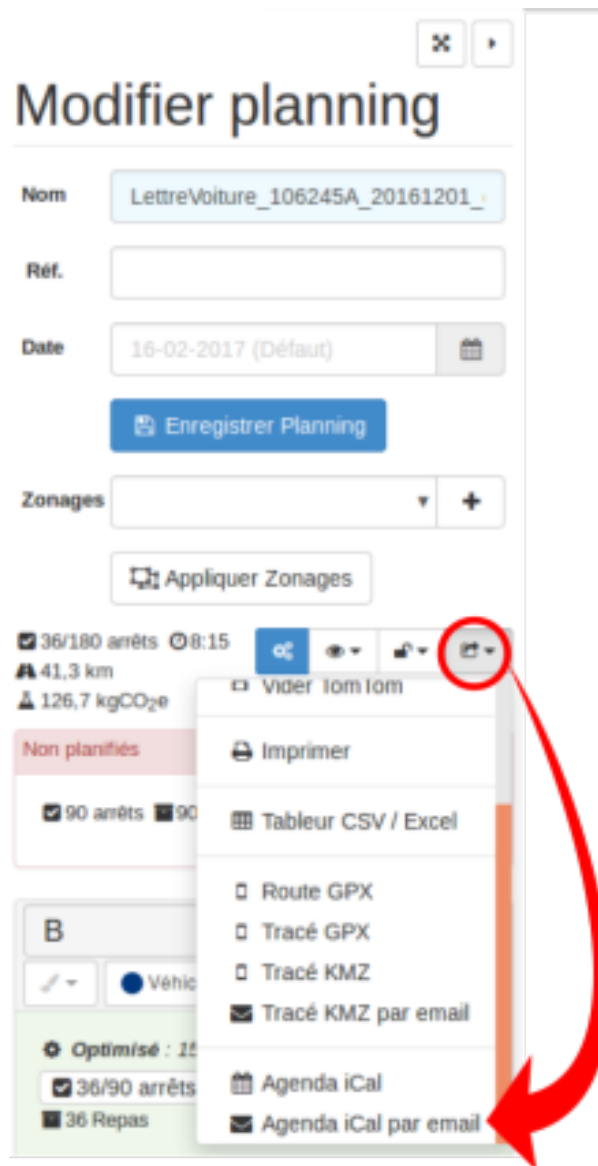 Modifier planning
Nom
LettreVoiture_106245A_20161201_
Réf.
Date
16-02-2017 (Défaut)
Enregistrer Planning
Zonages
Appliquer Zonages
36/180 arrêts 8:15
41,3 km
126,7 kgCO2e
Vider TomTom
Non planifiés
Imprimer
90 arrêts 90
Tableur CSV / Excel
Route GPX
B
Tracé GPX
Véhic
Tracé KMZ
Tracé KMZ par email
Optimisé : 15
36/90 arrêts
Agenda iCal
36 Repas
Agenda iCal par email